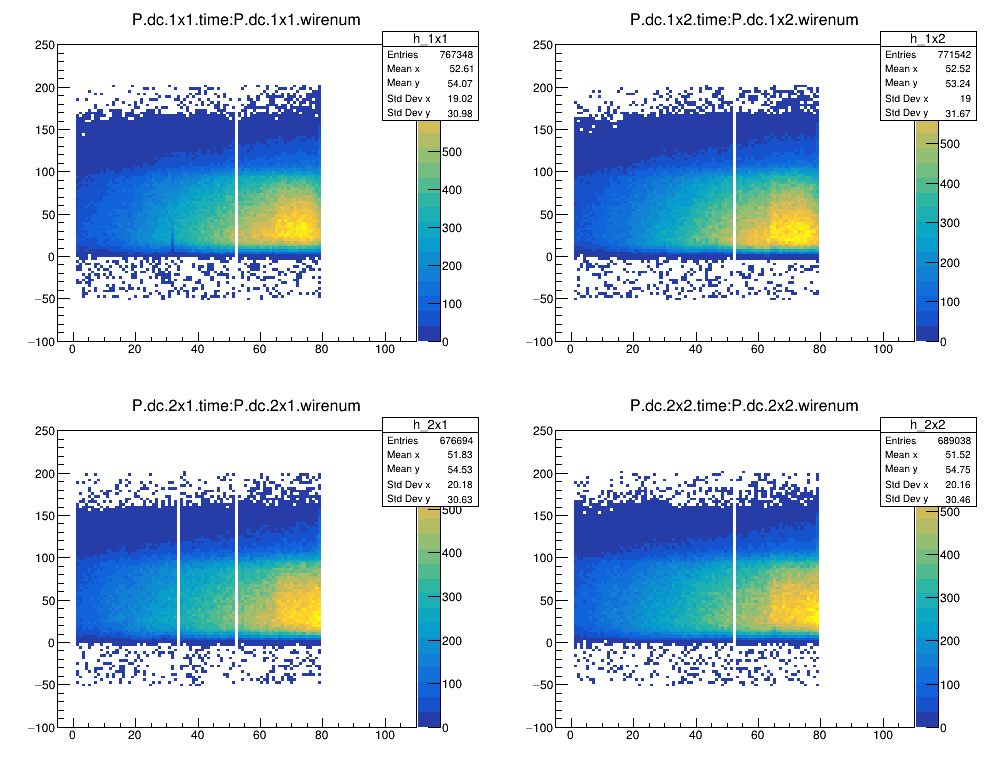 P.dc.1x1.time:P.dc.1x1.wirenum
h_1x1
Entries 767348
Mean x 52.61
Mean y 54.07
Std Dev x 19.02
Std Dev y 30.98
250
200
150
100
50
0
−50
−100
0 20 40 60 80 100
500
400
300
200
100
0
P.dc.1x2.time:P.dc.1x2.wirenum
h_1x2
Entries 771542
Mean x 52.52
Mean y 53.24
Std Dev x 19
Std Dev y 31.67
250
200
150
100
50
0
−50
−100
0 20 40 60 80 100
500
400
300
200
100
0
P.dc.2x1.time:P.dc.2x1.wirenum
h_2x1
Entries 676694
Mean x 51.83
Mean y 54.53
Std Dev x 20.18
Std Dev y 30.63
250
200
150
100
50
0
−50
−100
0 20 40 60 80 100
500
400
300
200
100
0
P.dc.2x2.time:P.dc.2x2.wirenum
h_2x2
Entries 689038
Mean x 51.52
Mean y 54.75
Std Dev x 20.16
Std Dev y 30.46
250
200
150
100
50
0
−50
−100
0 20 40 60 80 100
500
400
300
200
100
0